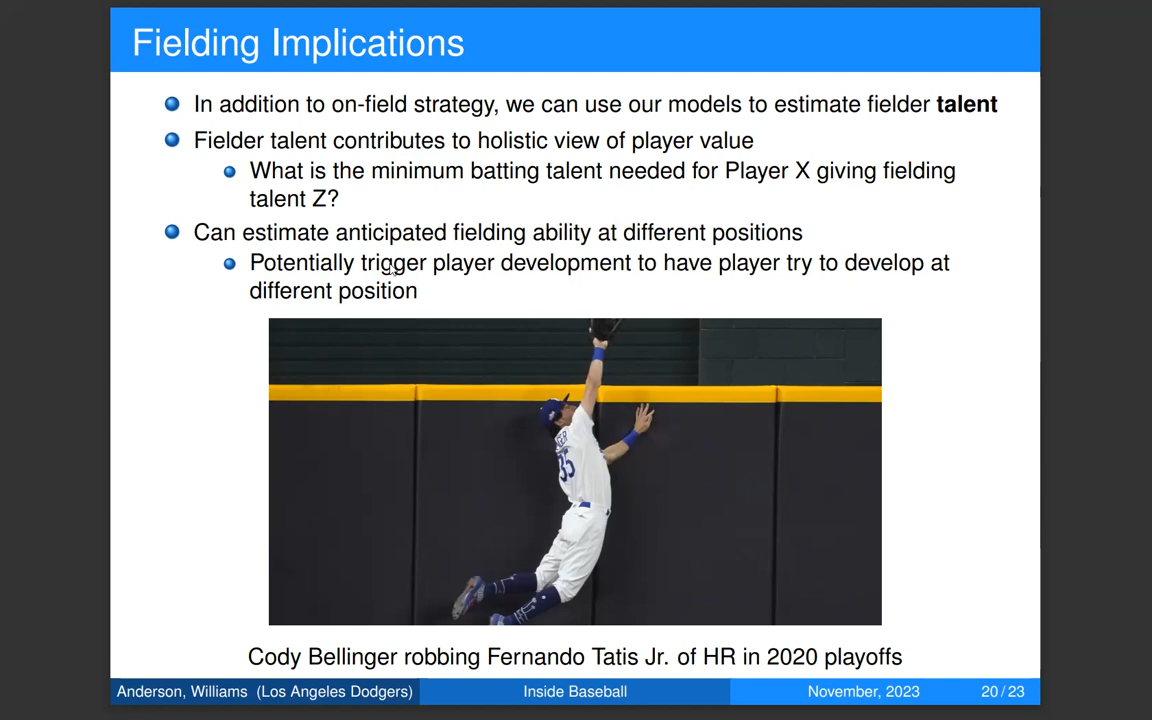 Fielding Implications
In addition to on-field strategy, we can use our models to estimate fielder talent
Fielder talent contributes to holistic view of player value
What is the minimum batting talent needed for Player X giving fielding
talent Z?
Can estimate anticipated fielding ability at different positions
Potentially trigger player development to have player try to develop at
different position
35
Cody Bellinger robbing Fernando Tatis Jr. of HR in 2020 playoffs
Anderson, Williams (Los Angeles Dodgers) Inside Baseball November, 2023 20 / 23